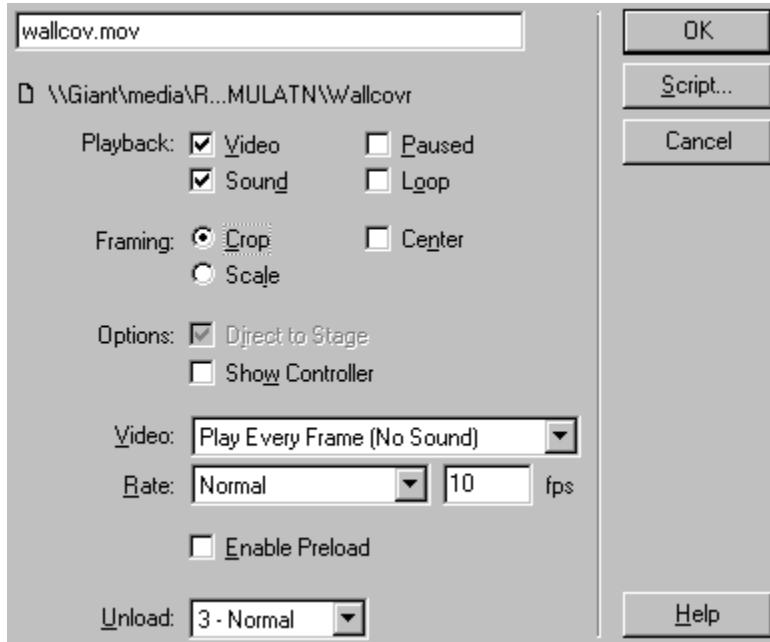 wallcov.mov
OK
\\Giant\media\R...MULATN\Wallcovr
Script...
Playback: Video Paused
Cancel
Sound Loop
Framing: Crop Center
Scale
Options: Direct to Stage
Show Controller
Video: Play Every Frame (No Sound)
Rate: Normal 10 fps
Enable Preload
Unload: 3 - Normal
Help